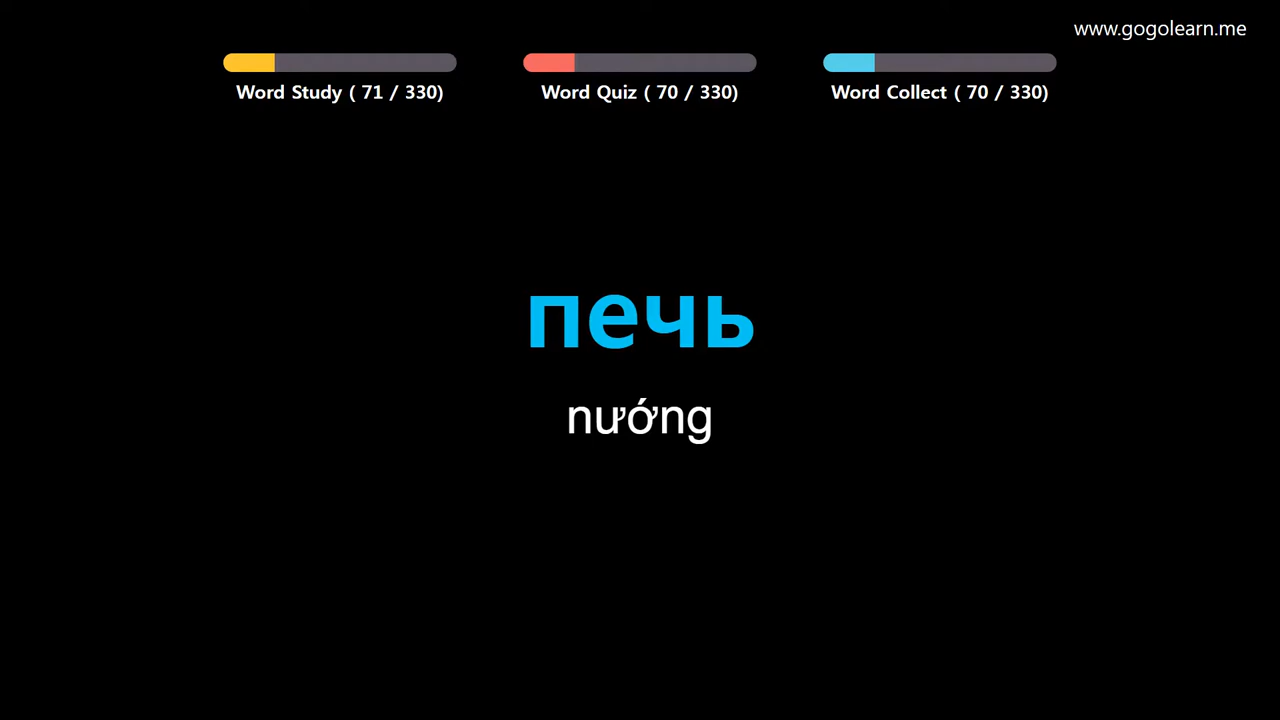 www.gogolearn.me
Word Study ( 71 / 330)
Word Quiz ( 70 / 330)
Word Collect ( 70 / 330)
печь
nướng